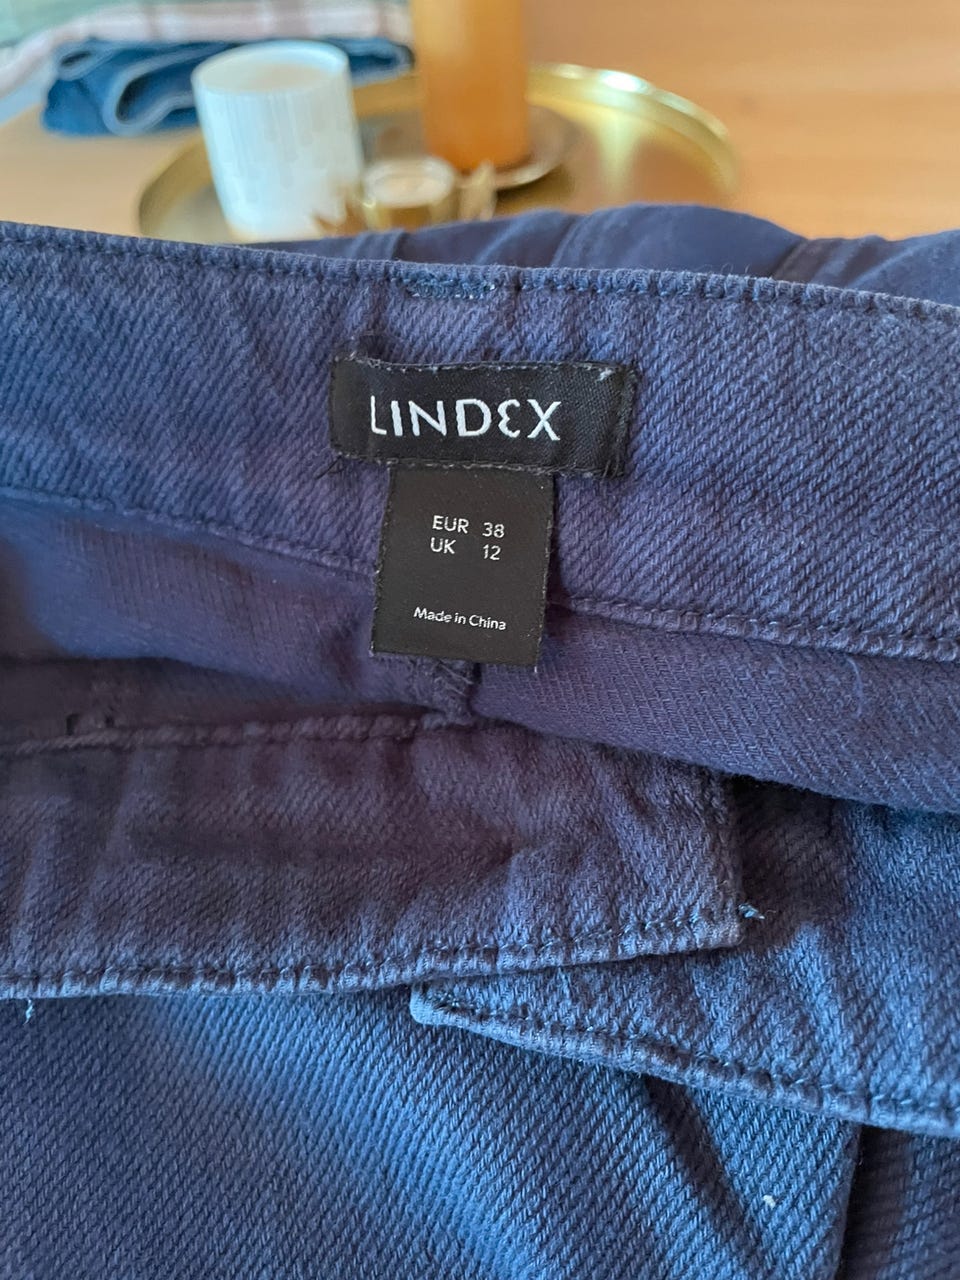 LINDEX
EUR 38
UK 12
Made in China